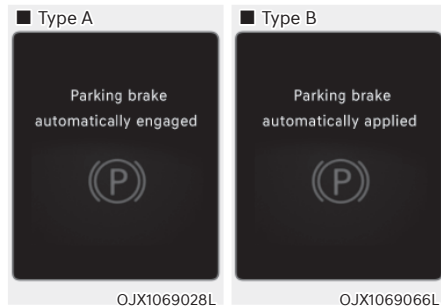 ■ Type A
Parking brake
automatically engaged
P
OJX1069028L
■ Type B
Parking brake
automatically applied
P
OJX1069066L